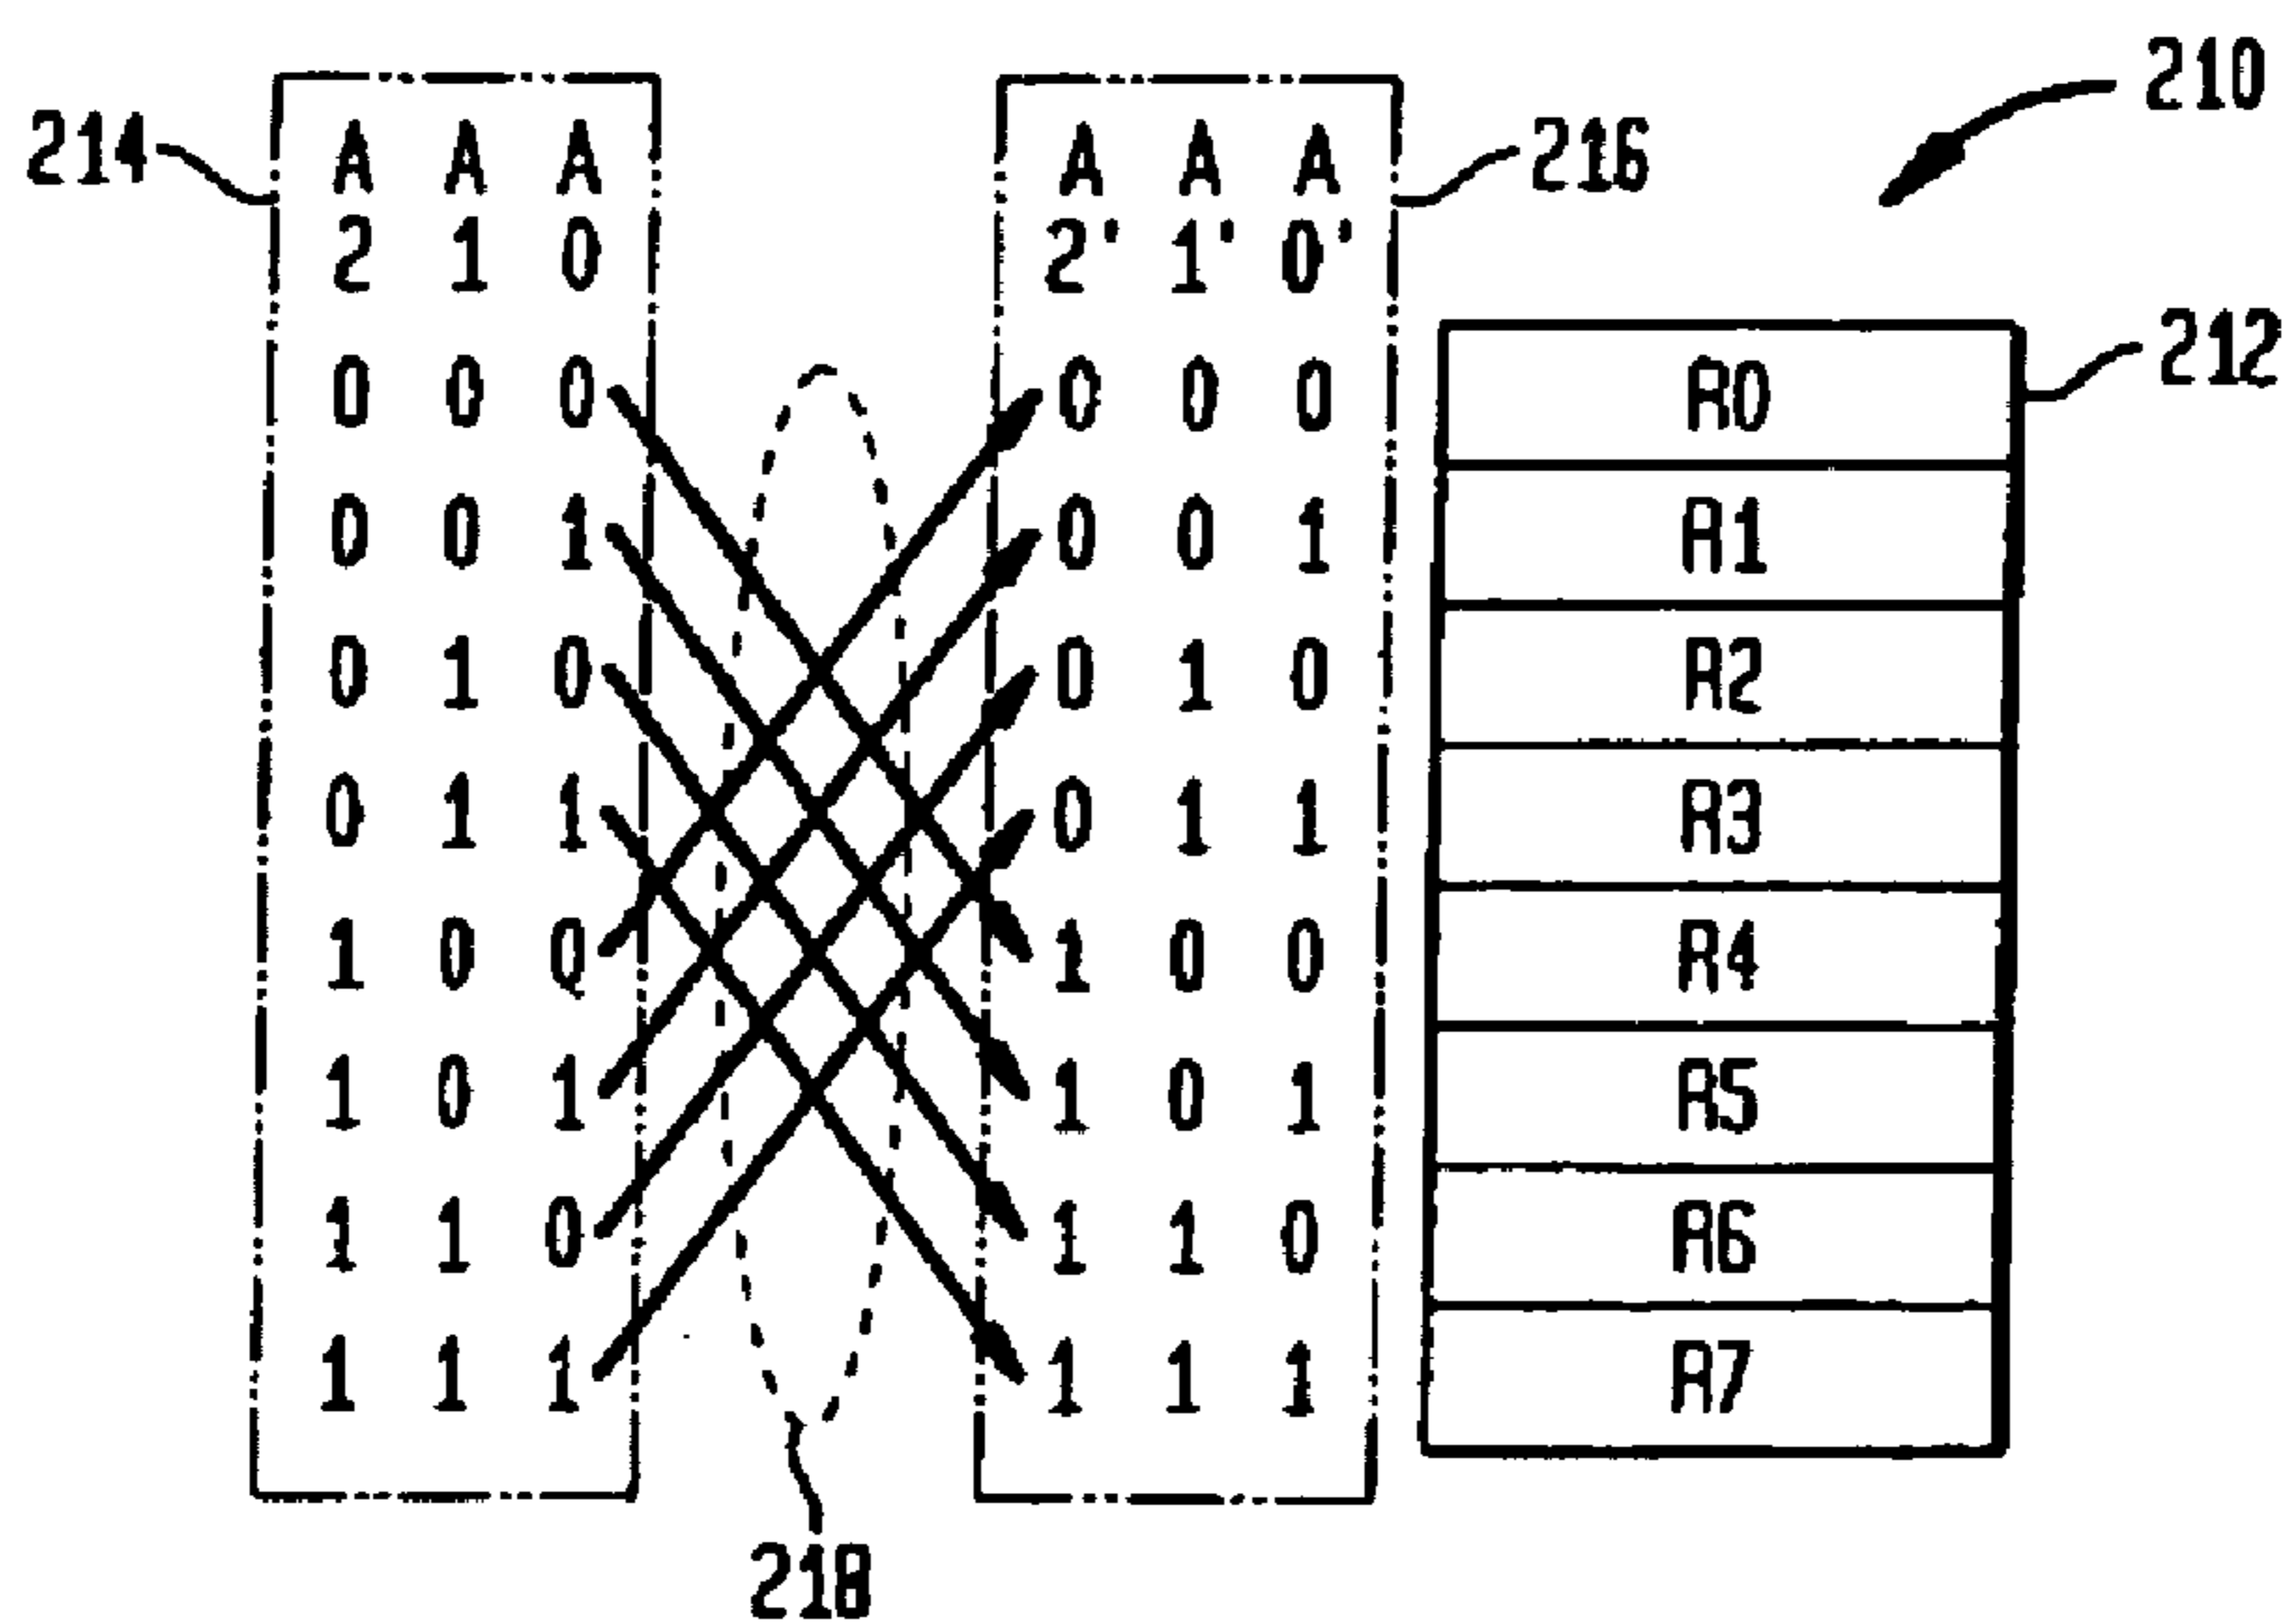 210
214 A A A A A A 216
2 1 0 2' 1' 0'
212
0 0 0 0 0 0 R0
0 0 1 0 0 1 R1
0 1 0 0 1 0 R2
0 1 1 0 1 1 R3
1 0 0 1 0 0 R4
1 0 1 1 0 1 R5
1 1 0 1 1 0 R6
1 1 1 1 1 1 R7
218